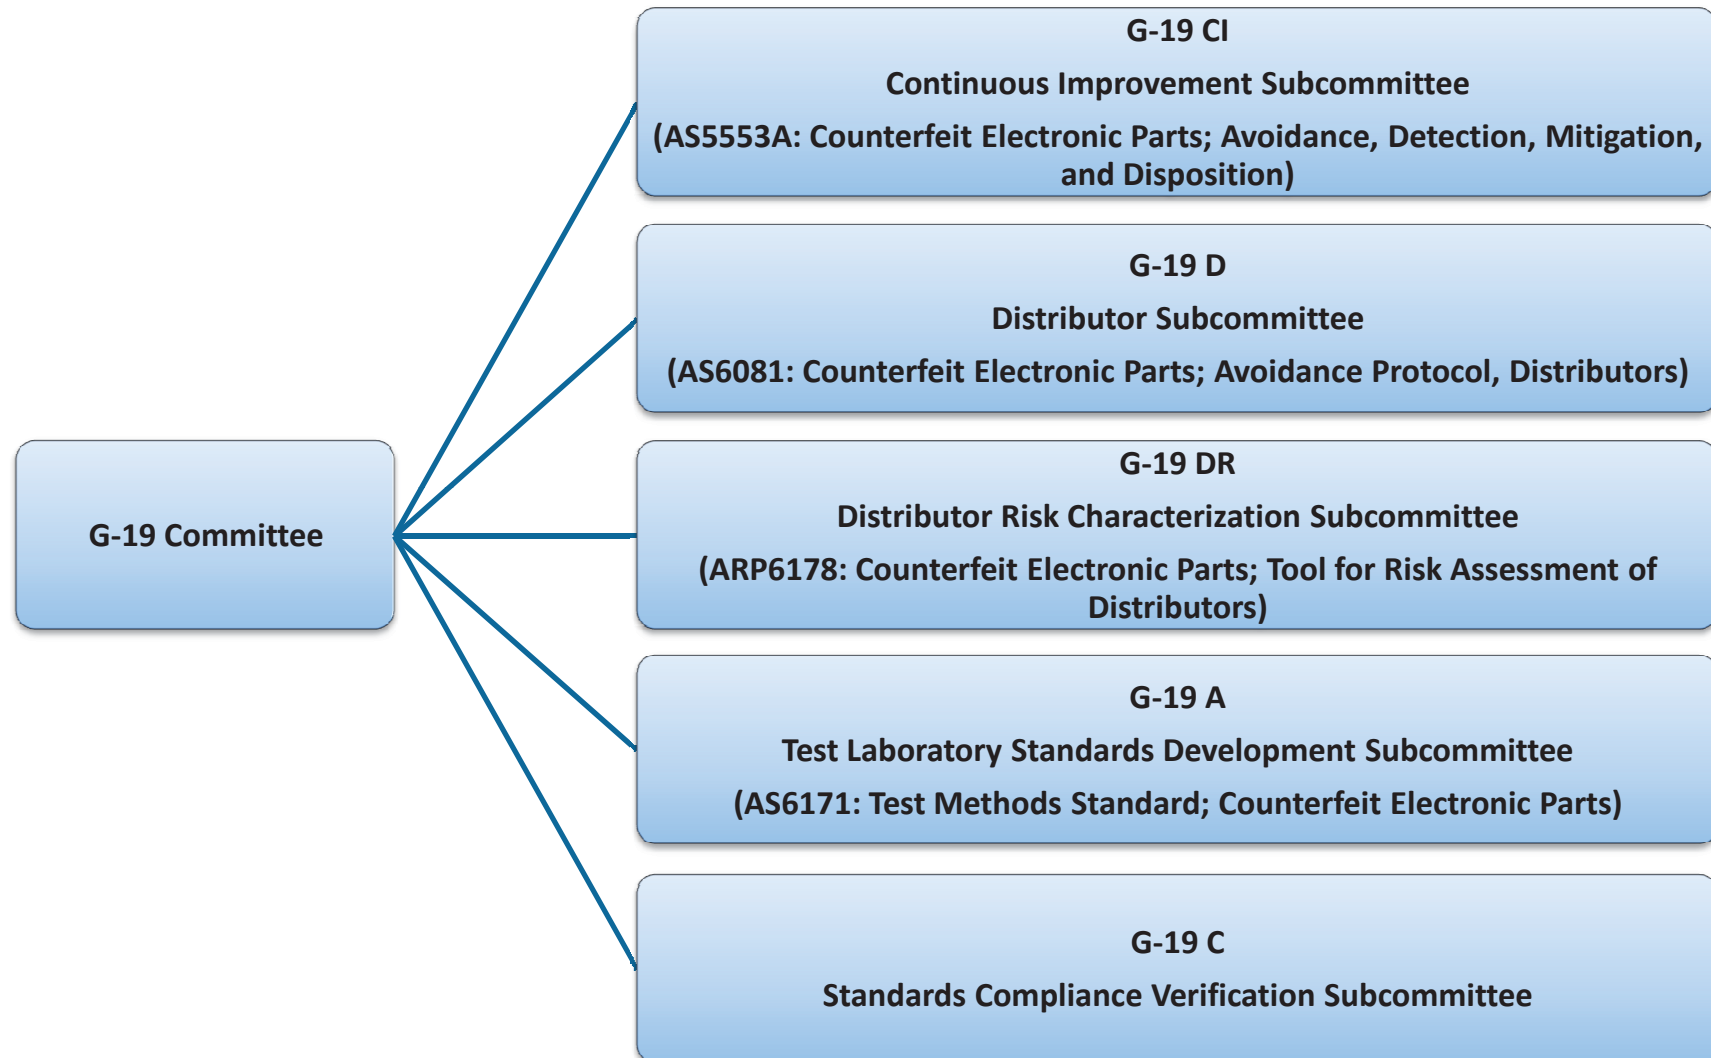 G-19 CI
Continuous Improvement Subcommittee
(AS5553A: Counterfeit Electronic Parts; Avoidance, Detection, Mitigation,
and Disposition)
G-19 D
Distributor Subcommittee
(AS6081: Counterfeit Electronic Parts; Avoidance Protocol, Distributors)
G-19 Committee
G-19 DR
Distributor Risk Characterization Subcommittee
(ARP6178: Counterfeit Electronic Parts; Tool for Risk Assessment of
Distributors)
G-19 A
Test Laboratory Standards Development Subcommittee
(AS6171: Test Methods Standard; Counterfeit Electronic Parts)
G-19 C
Standards Compliance Verification Subcommittee